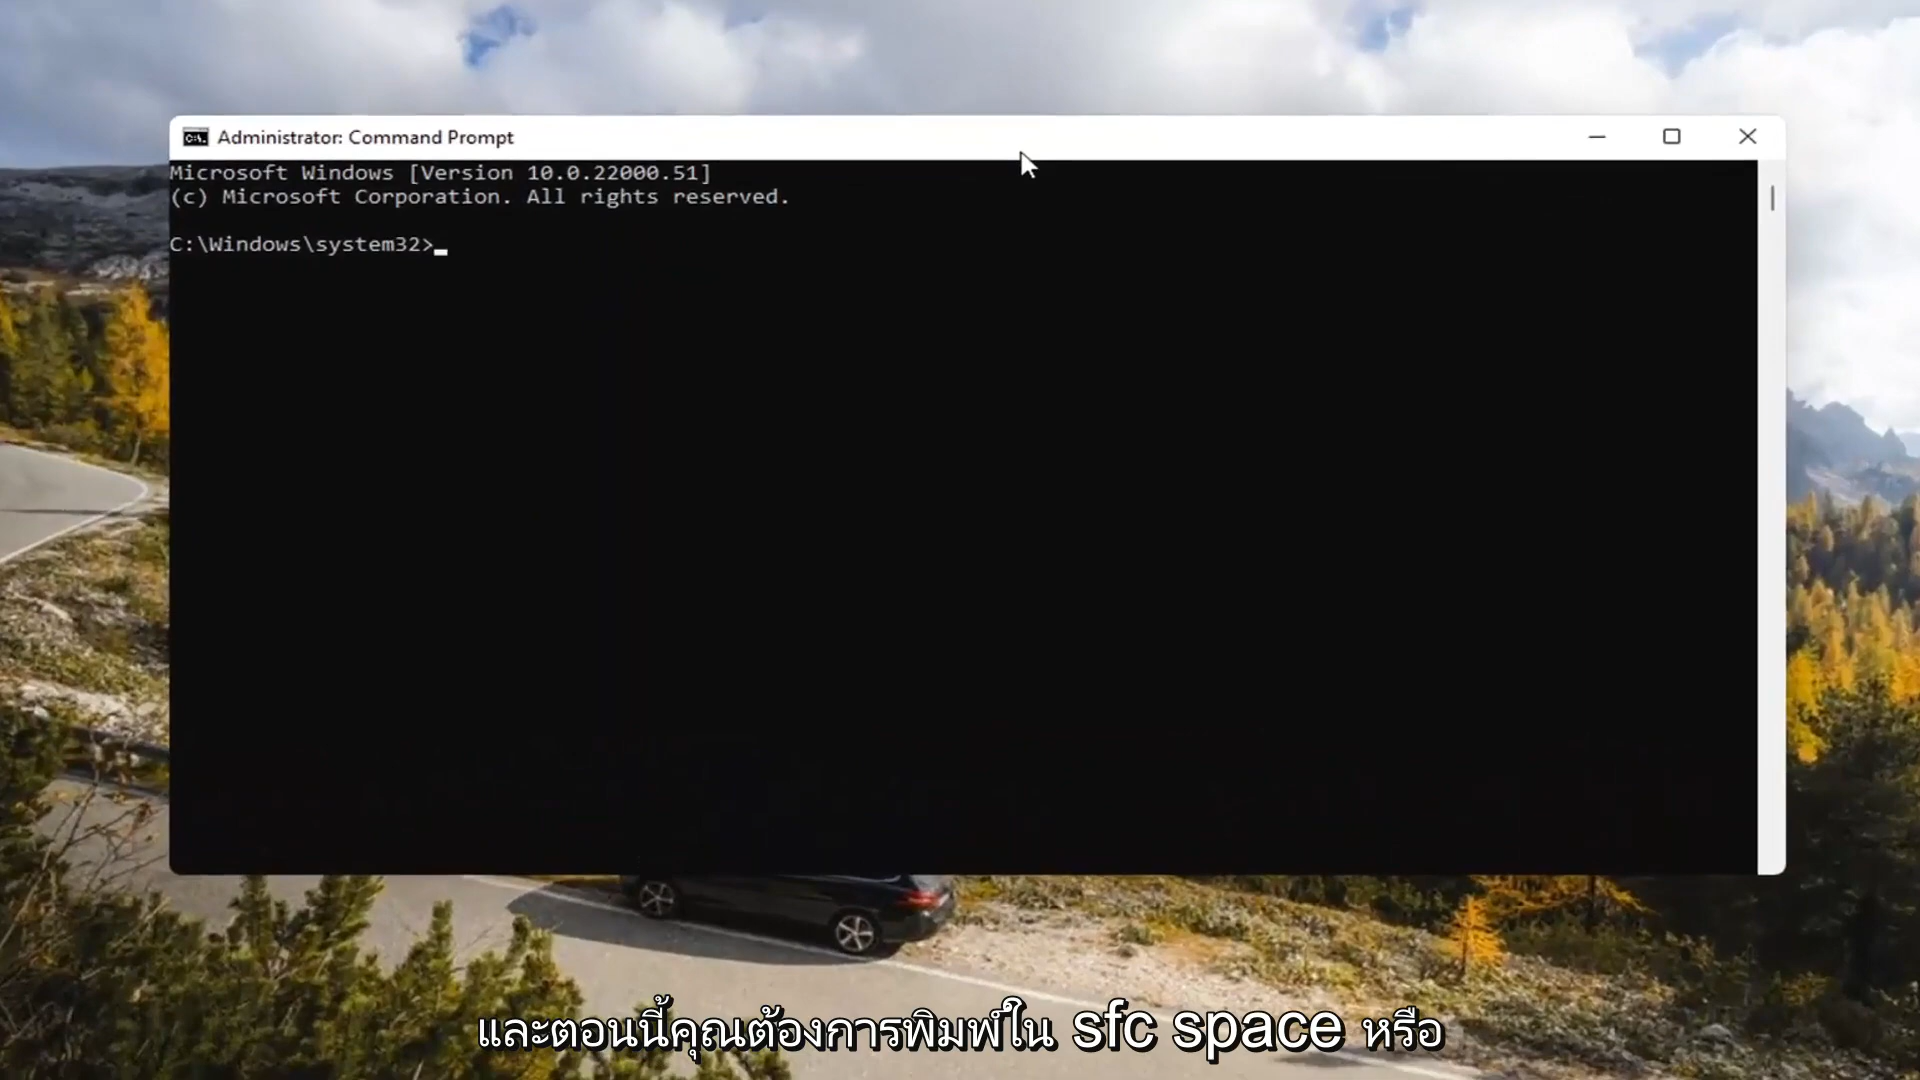 Administrator: Command Prompt
Microsoft Windows [Version 10.0.22000.51]
(c) Microsoft Corporation. All rights reserved.
C:\Windows\system32>
และตอนนี้คุณต้องการพิมพ์ใน sfc space หรือ